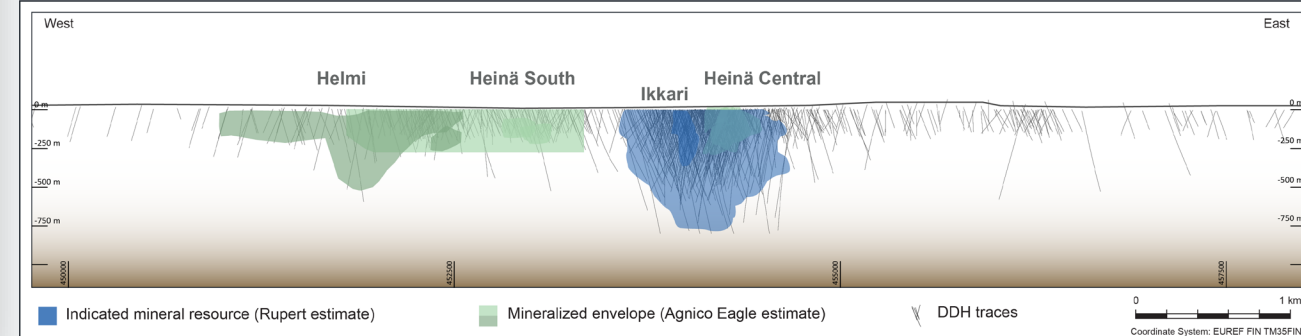 West
East
Helmi
Heinä South
Ikkari
Heinä Central
0 m
-250 m
-500 m
-750 m
0 m
-250 m
-500 m
-750 m
450000
452500
455000
457500
Indicated mineral resource (Rupert estimate)
Mineralized envelope (Agnico Eagle estimate)
DDH traces
0
1 km
Coordinate System: EUREF FIN TM35FIN